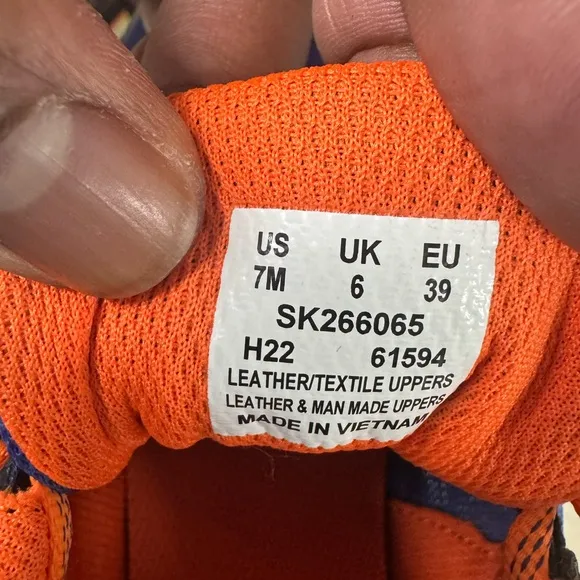 US UK EU
7M 6 39
SK266065
H22 61594
LEATHER/TEXTILE UPPERS
LEATHER & MAN MADE UPPERS
MADE IN VIETNAM